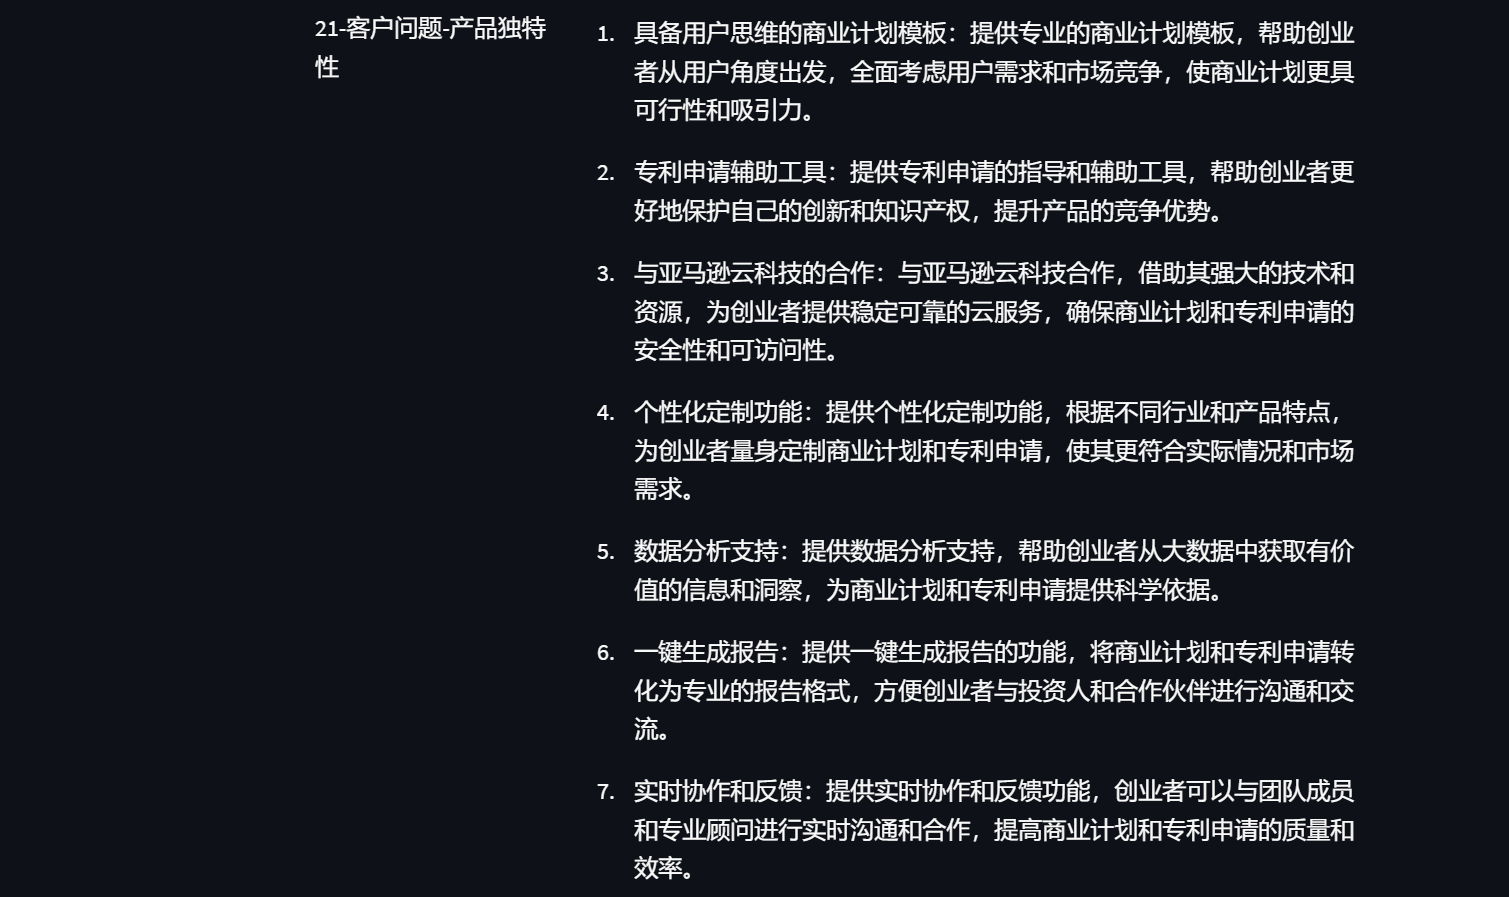 21-客户问题-产品独特
性
1. 具备用户思维的商业计划模板：提供专业的商业计划模板，帮助创业
者从用户角度出发，全面考虑用户需求和市场竞争，使商业计划更具
可行性和吸引力。
2. 专利申请辅助工具：提供专利申请的指导和辅助工具，帮助创业者更
好地保护自己的创新和知识产权，提升产品的竞争优势。
3. 与亚马逊云科技的合作：与亚马逊云科技合作，借助其强大的技术和
资源，为创业者提供稳定可靠的云服务，确保商业计划和专利申请的
安全性和可访问性。
4. 个性化定制功能：提供个性化定制功能，根据不同行业和产品特点，
为创业者量身定制商业计划和专利申请，使其更符合实际情况和市场
需求。
5. 数据分析支持：提供数据分析支持，帮助创业者从大数据中获取有价
值的信息和洞察，为商业计划和专利申请提供科学依据。
6. 一键生成报告：提供一键生成报告的功能，将商业计划和专利申请转
化为专业的报告格式，方便创业者与投资人和合作伙伴进行沟通和交
流。
7. 实时协作和反馈：提供实时协作和反馈功能，创业者可以与团队成员
和专业顾问进行实时沟通和合作，提高商业计划和专利申请的质量和
效率。